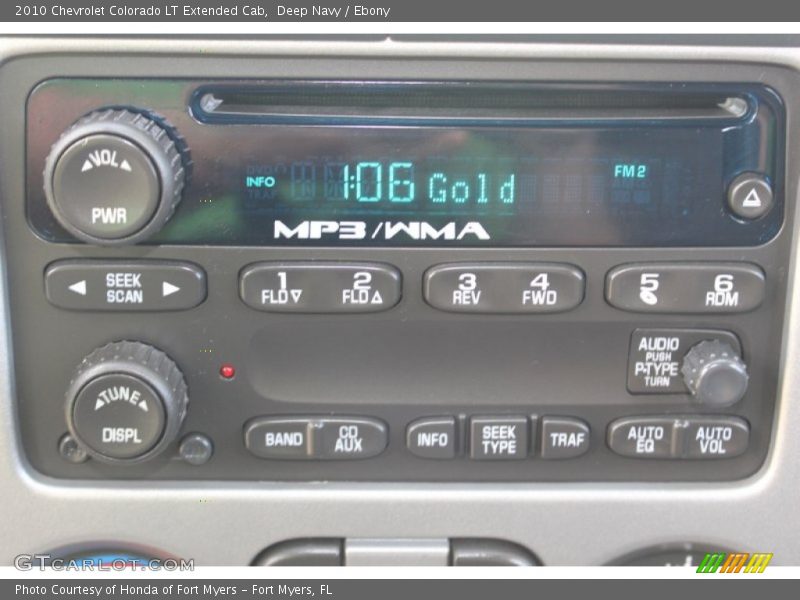 2010 Chevrolet Colorado LT Extended Cab,  Deep Navy / Ebony
VOL
PWR
INFO
106 Gold
FM2
MP3/WMA
SEEK
SCAN
1
FLD
2
FLD
3
REV
4
FWD
5
6
RDM
AUDIO
PUSH
P-TYPE
TURN
TUNE
DISPL
BAND
CD
AUX
INFO
SEEK
TYPE
TRAF
AUTO
EQ
AUTO
VOL
GTCARLOT.COM
Photo Courtesy of Honda of Fort Myers - Fort Myers, FL